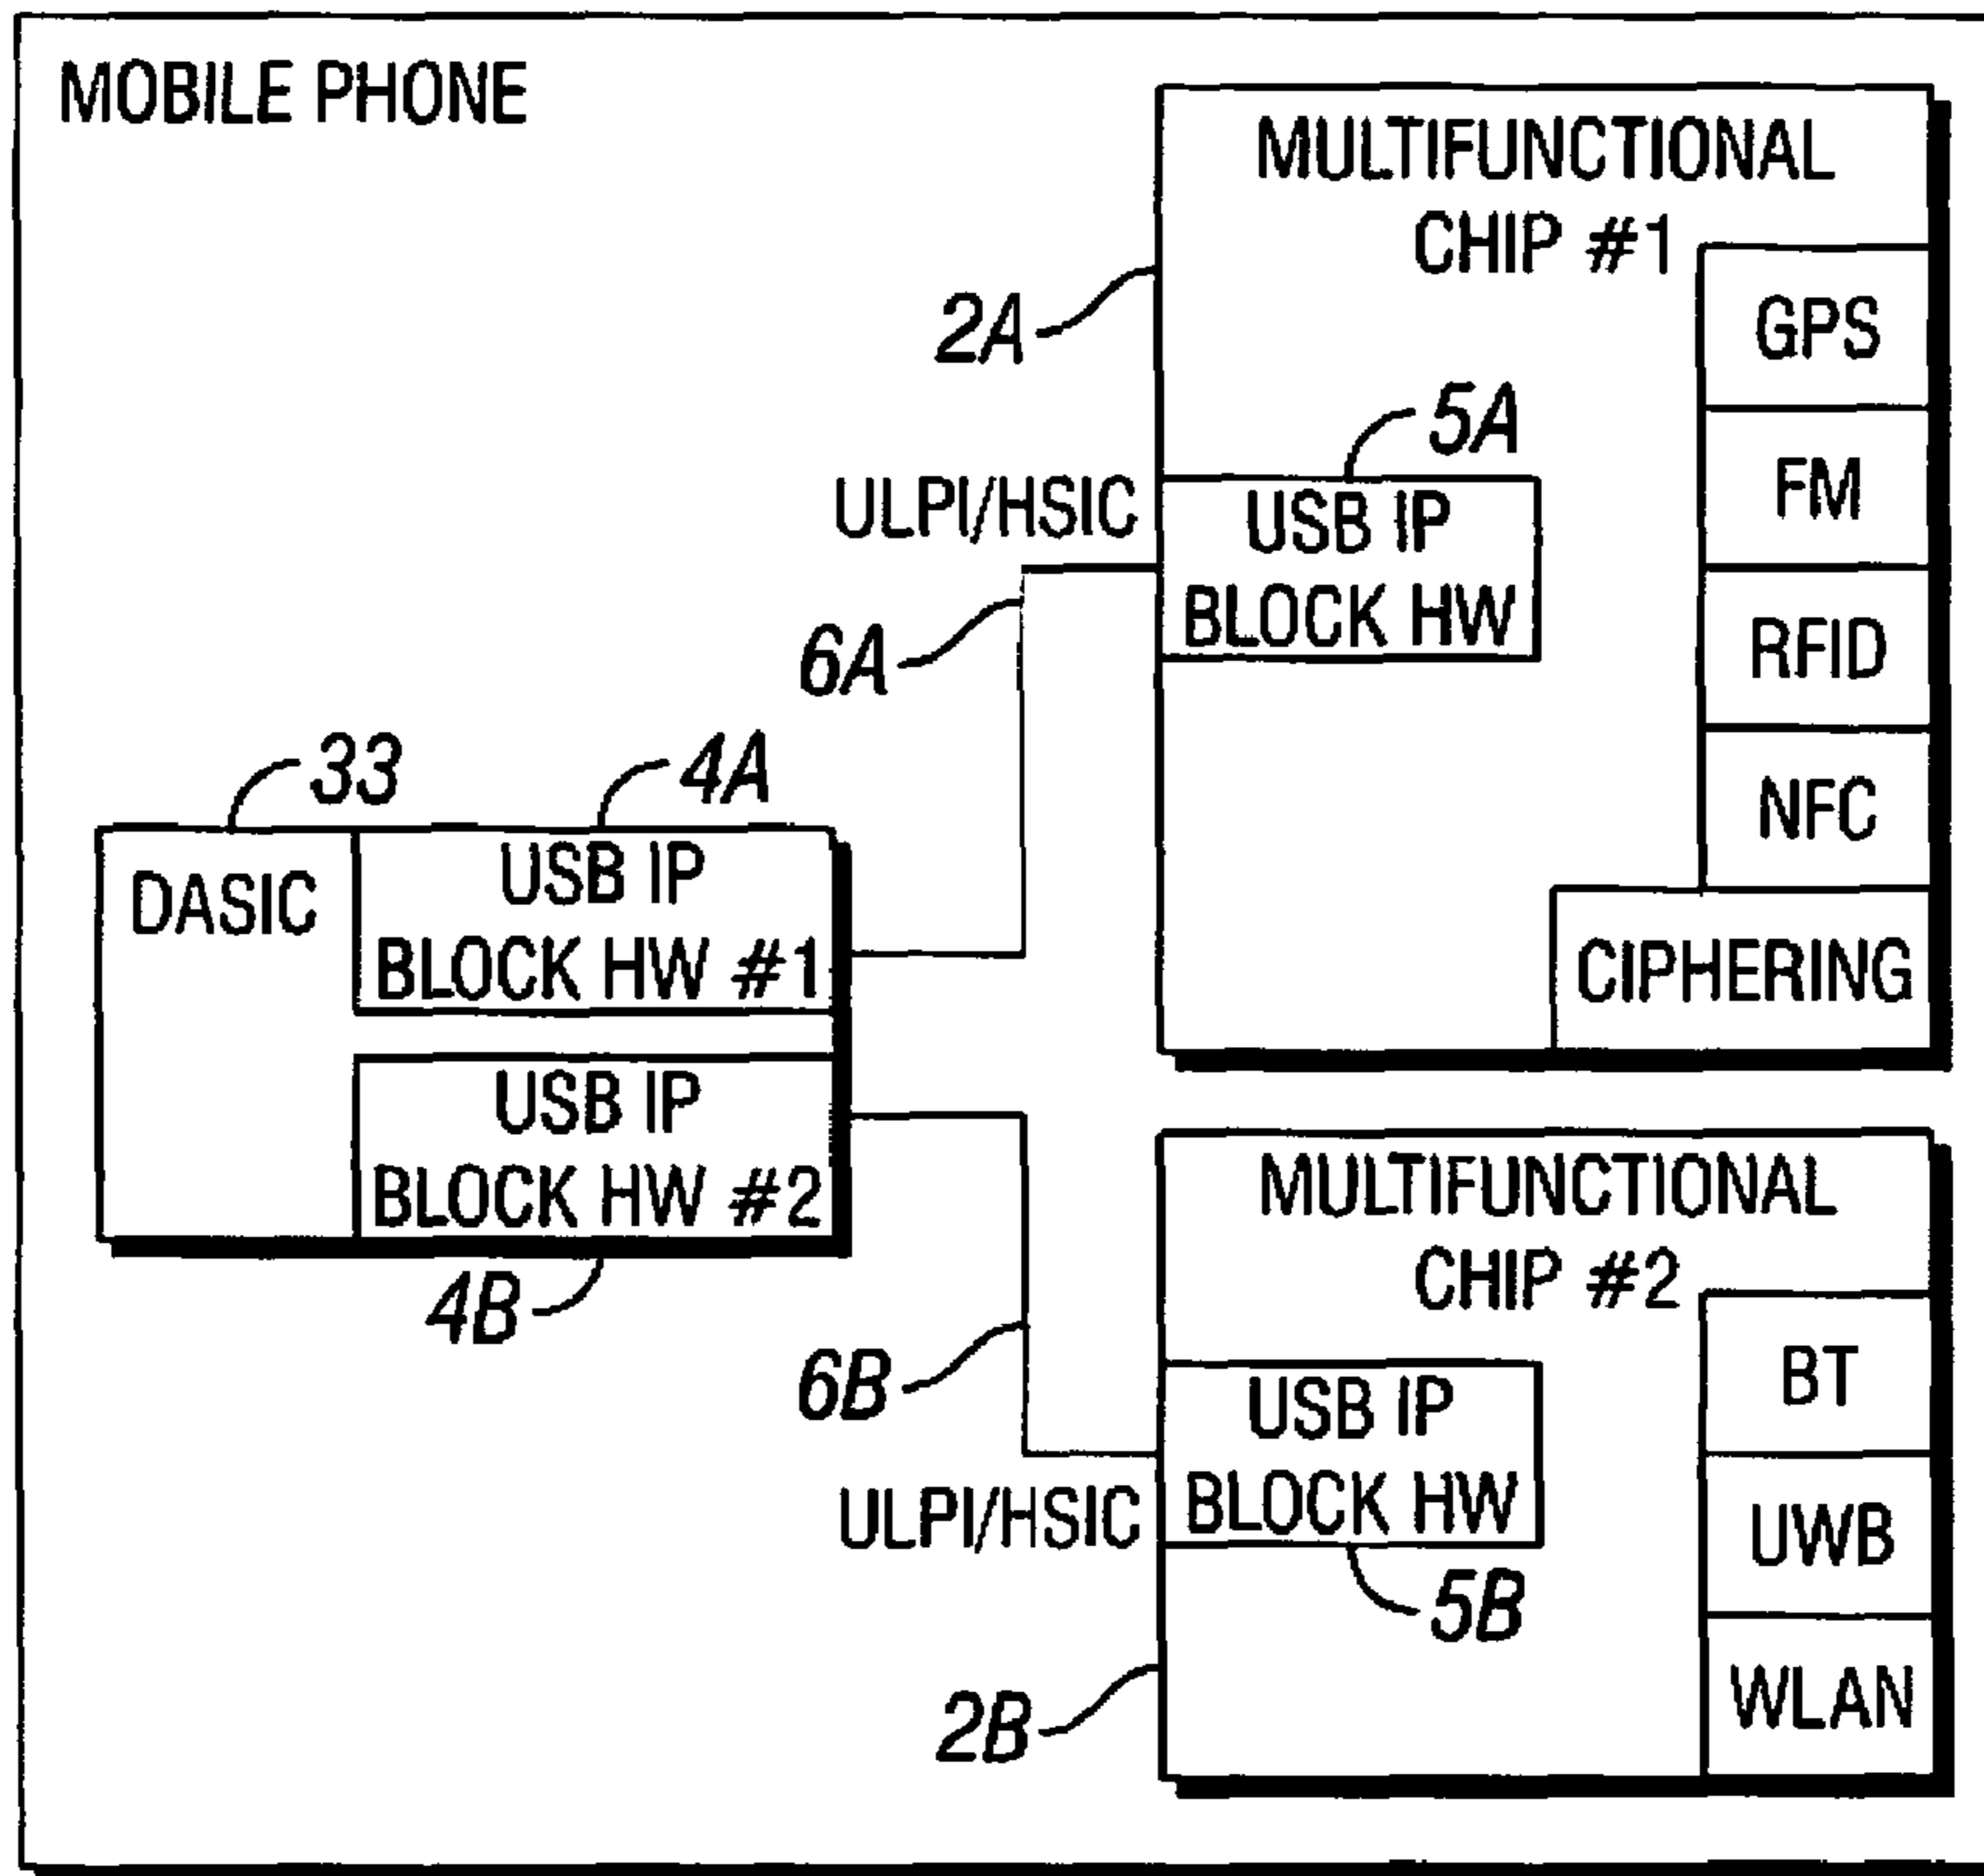 MOBILE PHONE
MULTIFUNCTIONAL
CHIP #1
2A
GPS
5A
FM
ULPI/HSIC
USB IP
BLOCK HW
6A
RFID
NFC
CIPHERING
33
4A
DASIC
USB IP
BLOCK HW #1
USB IP
BLOCK HW #2
4B
MULTIFUNCTIONAL
CHIP #2
6B
BT
USB IP
BLOCK HW
ULPI/HSIC
UWB
5B
2B
WLAN